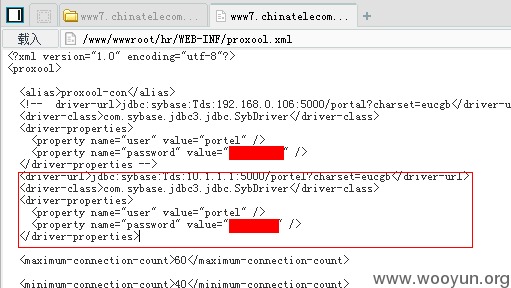 www7.chinatelecom...
www7.chinatelecom...
载入
/www/wwwroot/hr/WEB-INF/proxool.xml
<?xml version="1.0" encoding="utf-8"?>
<proxool>
<alias>proxool-con</alias>
<!-- driver-url>jdbc:sybase:Tds:192.168.0.106:5000/portal?charset=eucgb</driver-u
<driver-class>com.sybase.jdbc3.jdbc.SybDriver</driver-class>
<driver-properties>
<property name="user" value="portel" />
<property name="password" value=" " />
</driver-properties -->
<driver-url>jdbc:sybase:Tds:10.1.1.1:5000/portel?charset=eucgb</driver-url>
<driver-class>com.sybase.jdbc3.jdbc.SybDriver</driver-class>
<driver-properties>
<property name="user" value="portel" />
<property name="password" value=" " />
</driver-properties>
<maximum-connection-count>60</maximum-connection-count>
<minimum-connection-count>40</minimum-connection-count>
www.wooyun.org